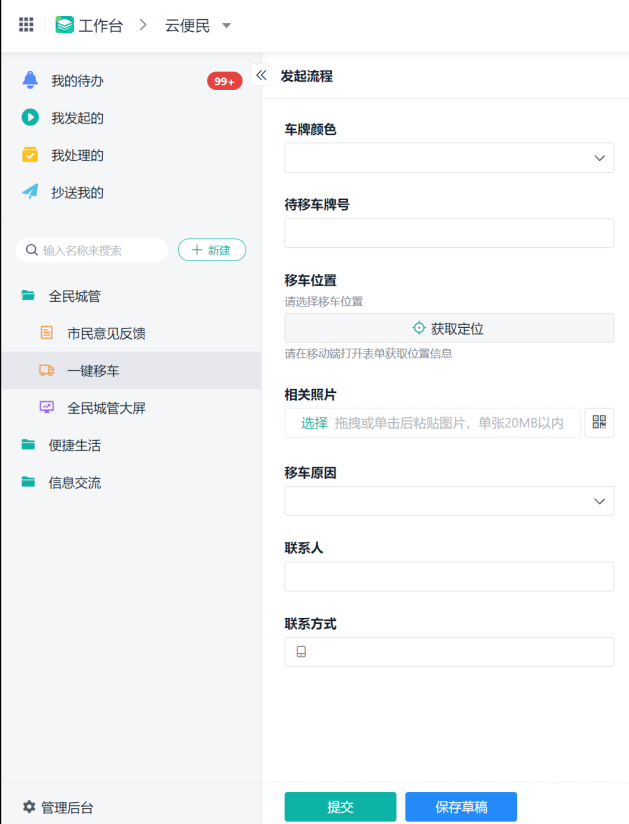 工作台 > 云便民
我的待办 99+
我发起的
我处理的
抄送我的
输入名称来搜索 + 新建
全民城管
市民意见反馈
一键移车
全民城管大屏
便捷生活
信息交流
管理后台
发起流程
车牌颜色
待移车牌号
移车位置
请选择移车位置
获取定位
请在移动端打开表单获取位置信息
相关照片
选择 拖拽或单击后粘贴图片，单张20MB以内
移车原因
联系人
联系方式
提交 保存草稿